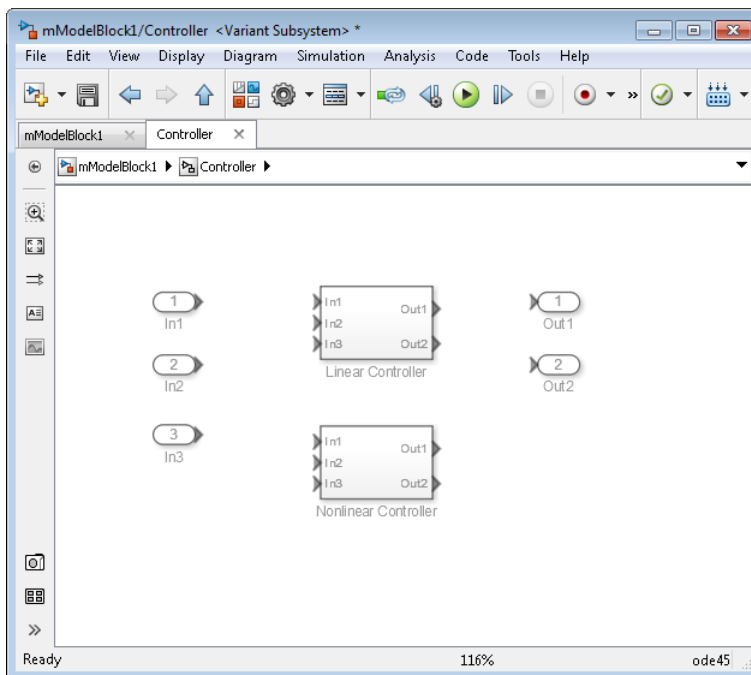 mModelBlock1/Controller <Variant Subsystem> *
File Edit View Display Diagram Simulation Analysis Code Tools Help
»
mModelBlock1 Controller
mModelBlock1 Controller
1
In1
2
In2
3
In3
In1
In2
In3
Out1
Out2
Linear Controller
In1
In2
In3
Out1
Out2
Nonlinear Controller
1
Out1
2
Out2
A
»
Ready 116% ode45